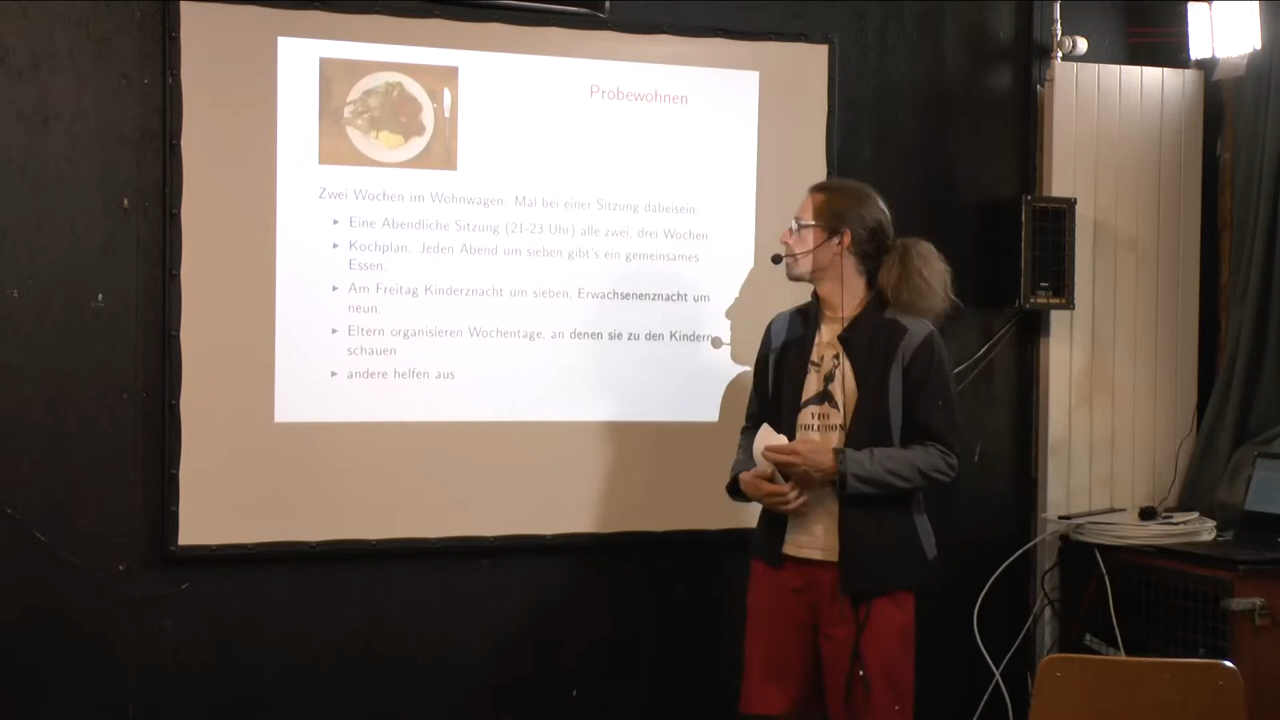 Probewohnen
Zwei Wochen im Wohnwagen. Mal bei einer Sitzung dabeisein.
▶ Eine Abendliche Sitzung (21-23 Uhr) alle zwei, drei Wochen
▶ Kochplan: Jeden Abend um sieben gibt's ein gemeinsames
Essen.
▶ Am Freitag Kinderznacht um sieben, Erwachsenenznacht um
neun.
▶ Eltern organisieren Wochentage, an denen sie zu den Kindern
schauen
▶ andere helfen aus
VIVA
VOLUTION